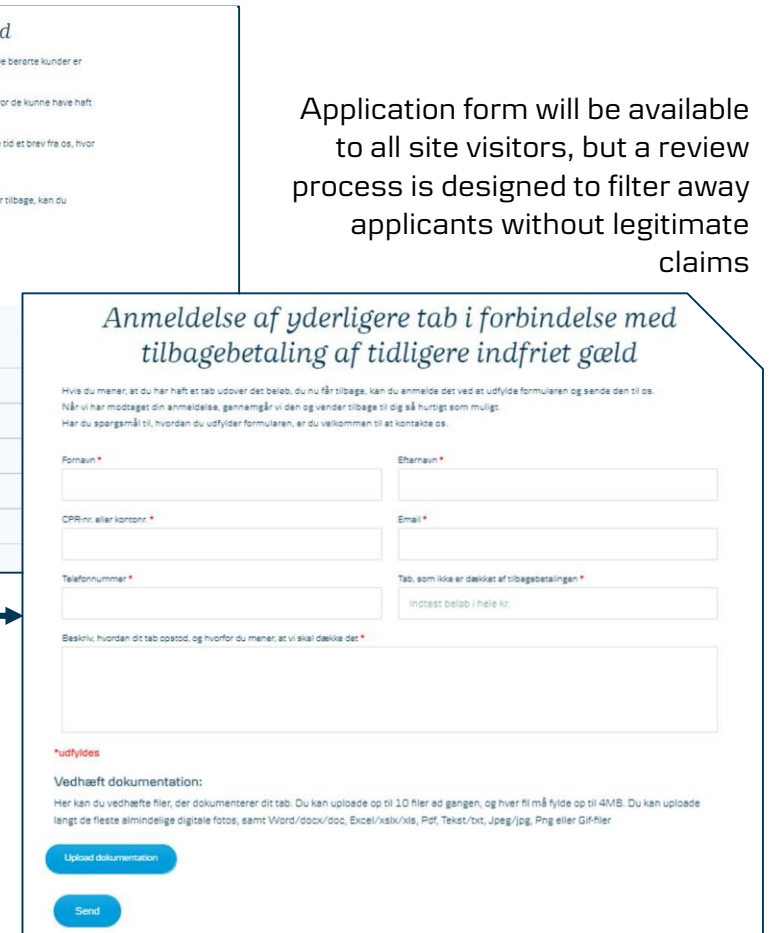 d
e berørte kunder er
or de kunne have haft
tid et brev fra os, hvor
r tilbage, kan du
Application form will be available
to all site visitors, but a review
process is designed to filter away
applicants without legitimate
claims
Anmeldelse af yderligere tab i forbindelse med
tilbagebetaling af tidligere indfriet gæld
Hvis du mener, at du har haft et tab udover det beløb, du nu får tilbage, kan du anmelde det ved at udfylde formularen og sende den til os.
Når vi har modtaget din anmeldelse, gennemgår vi den og vender tilbage til dig så hurtigt som muligt.
Har du spørgsmål til, hvordan du udfylder formularen, er du velkommen til at kontakte os.
Fornavn * Efternavn *
CPR-nr. eller kontonr. * Email *
Telefonnummer * Tab, som ikke er dækket af tilbagebetalingen *
Indtast beløb i hele kr.
Beskriv, hvordan dit tab opstod, og hvorfor du mener, at vi skal dække det *
*udfyldes
Vedhæft dokumentation:
Her kan du vedhæfte filer, der dokumenterer dit tab. Du kan uploade op til 10 filer ad gangen, og hver fil må fylde op til 4MB. Du kan uploade
langt de fleste almindelige digitale fotos, samt Word/docx/doc, Excel/xslx/xls, Pdf, Tekst/txt, Jpeg/jpg, Png eller Gif-filer
Upload dokumentation
Send